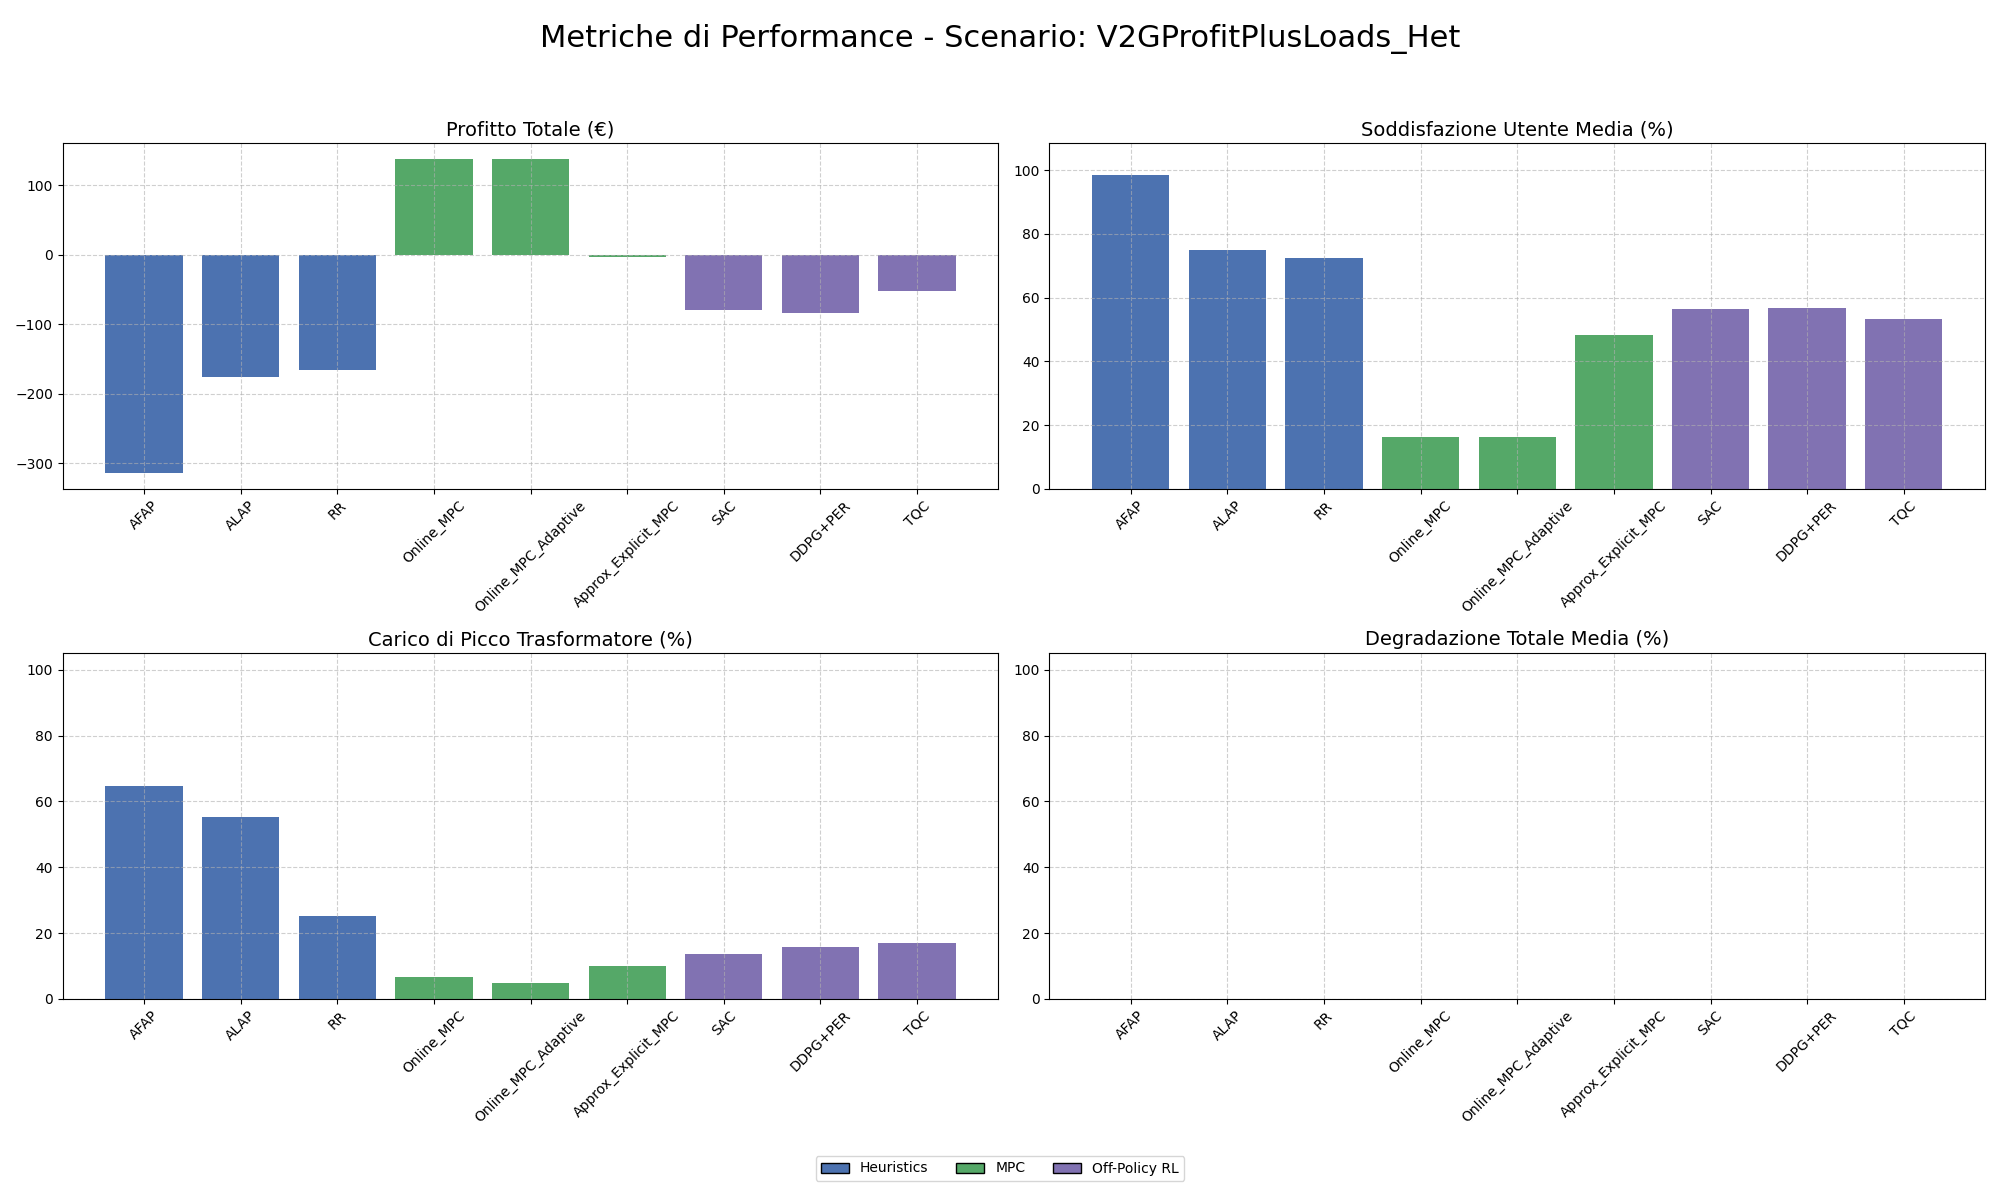 Metriche di Performance - Scenario: V2GProfitPlusLoads_Het
Profitto Totale (€)
100
0
−100
−200
−300
AFAP
ALAP
RR
Online_MPC
Online_MPC_Adaptive
Approx_Explicit_MPC
SAC
DDPG+PER
TQC
Soddisfazione Utente Media (%)
100
80
60
40
20
0
AFAP
ALAP
RR
Online_MPC
Online_MPC_Adaptive
Approx_Explicit_MPC
SAC
DDPG+PER
TQC
Carico di Picco Trasformatore (%)
100
80
60
40
20
0
AFAP
ALAP
RR
Online_MPC
Online_MPC_Adaptive
Approx_Explicit_MPC
SAC
DDPG+PER
TQC
Degradazione Totale Media (%)
100
80
60
40
20
0
AFAP
ALAP
RR
Online_MPC
Online_MPC_Adaptive
Approx_Explicit_MPC
SAC
DDPG+PER
TQC
Heuristics
MPC
Off-Policy RL